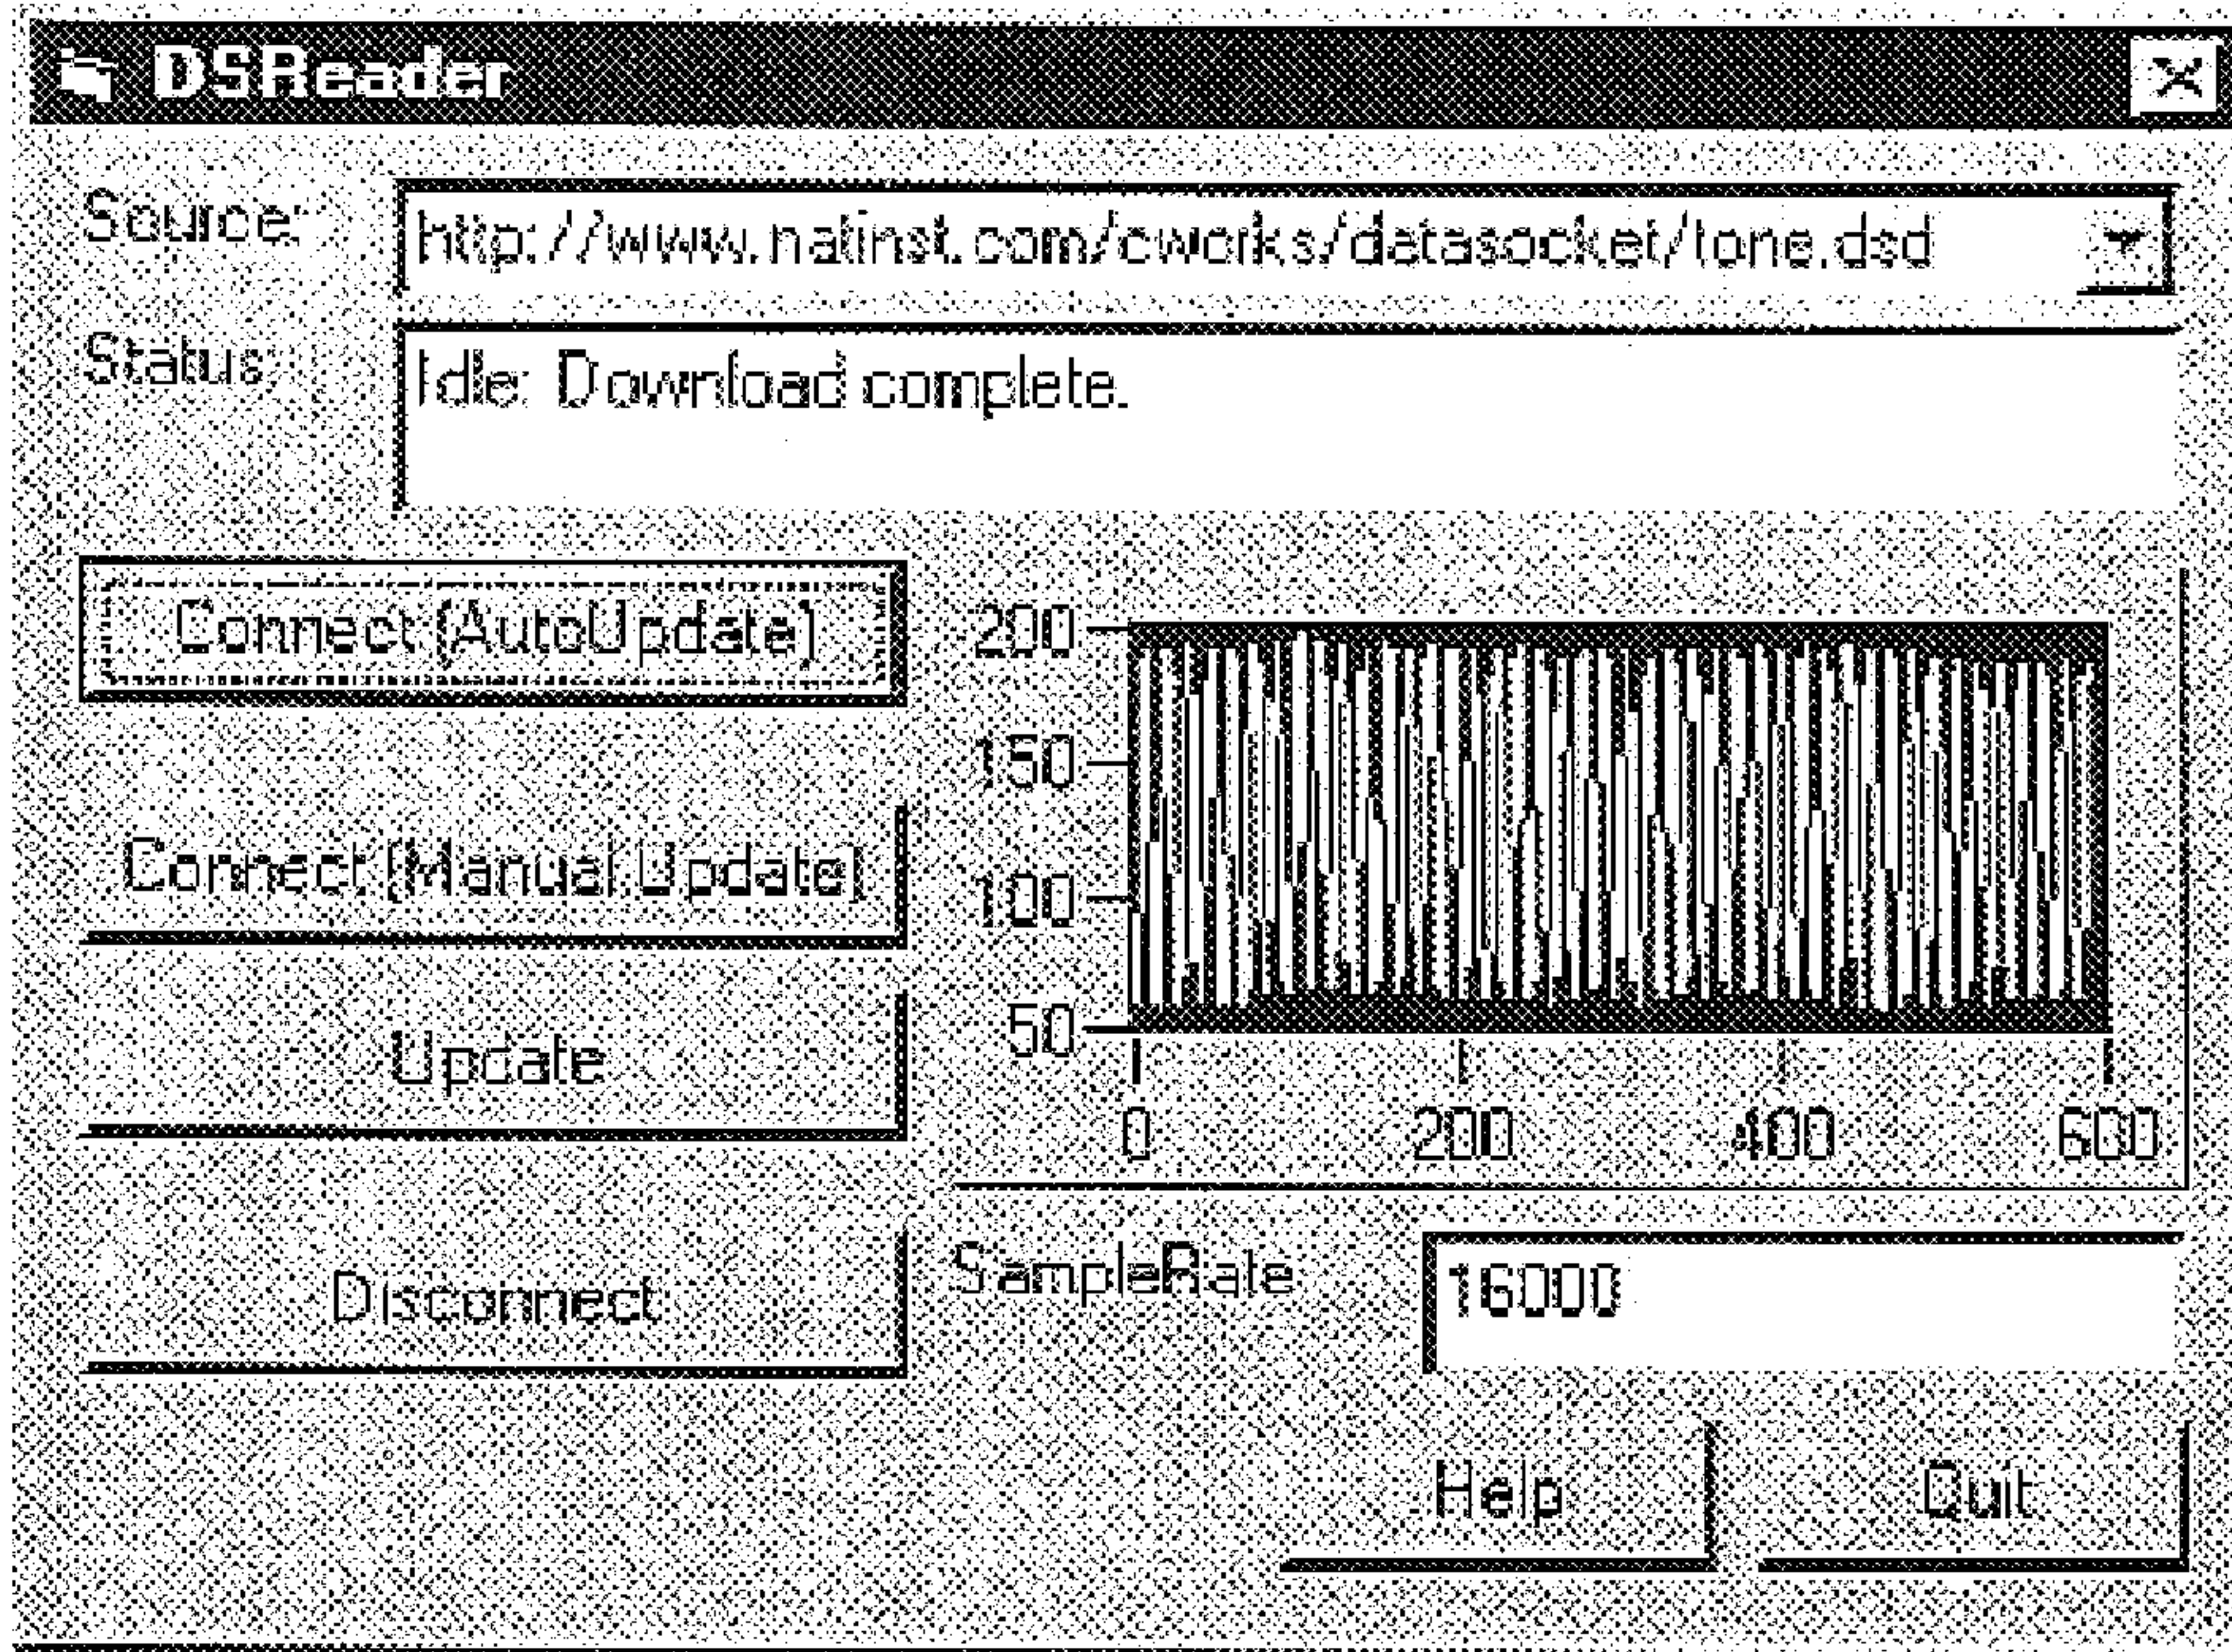 DSReader
Source:
http://www.natinst.com/cworks/datasocket/tone.dsd
Status:
Idle: Download complete.
Connect (AutoUpdate)
Connect (Manual Update)
Update
Disconnect
200
150
100
50
0 200 400 600
SampleRate
16000
Help
Quit